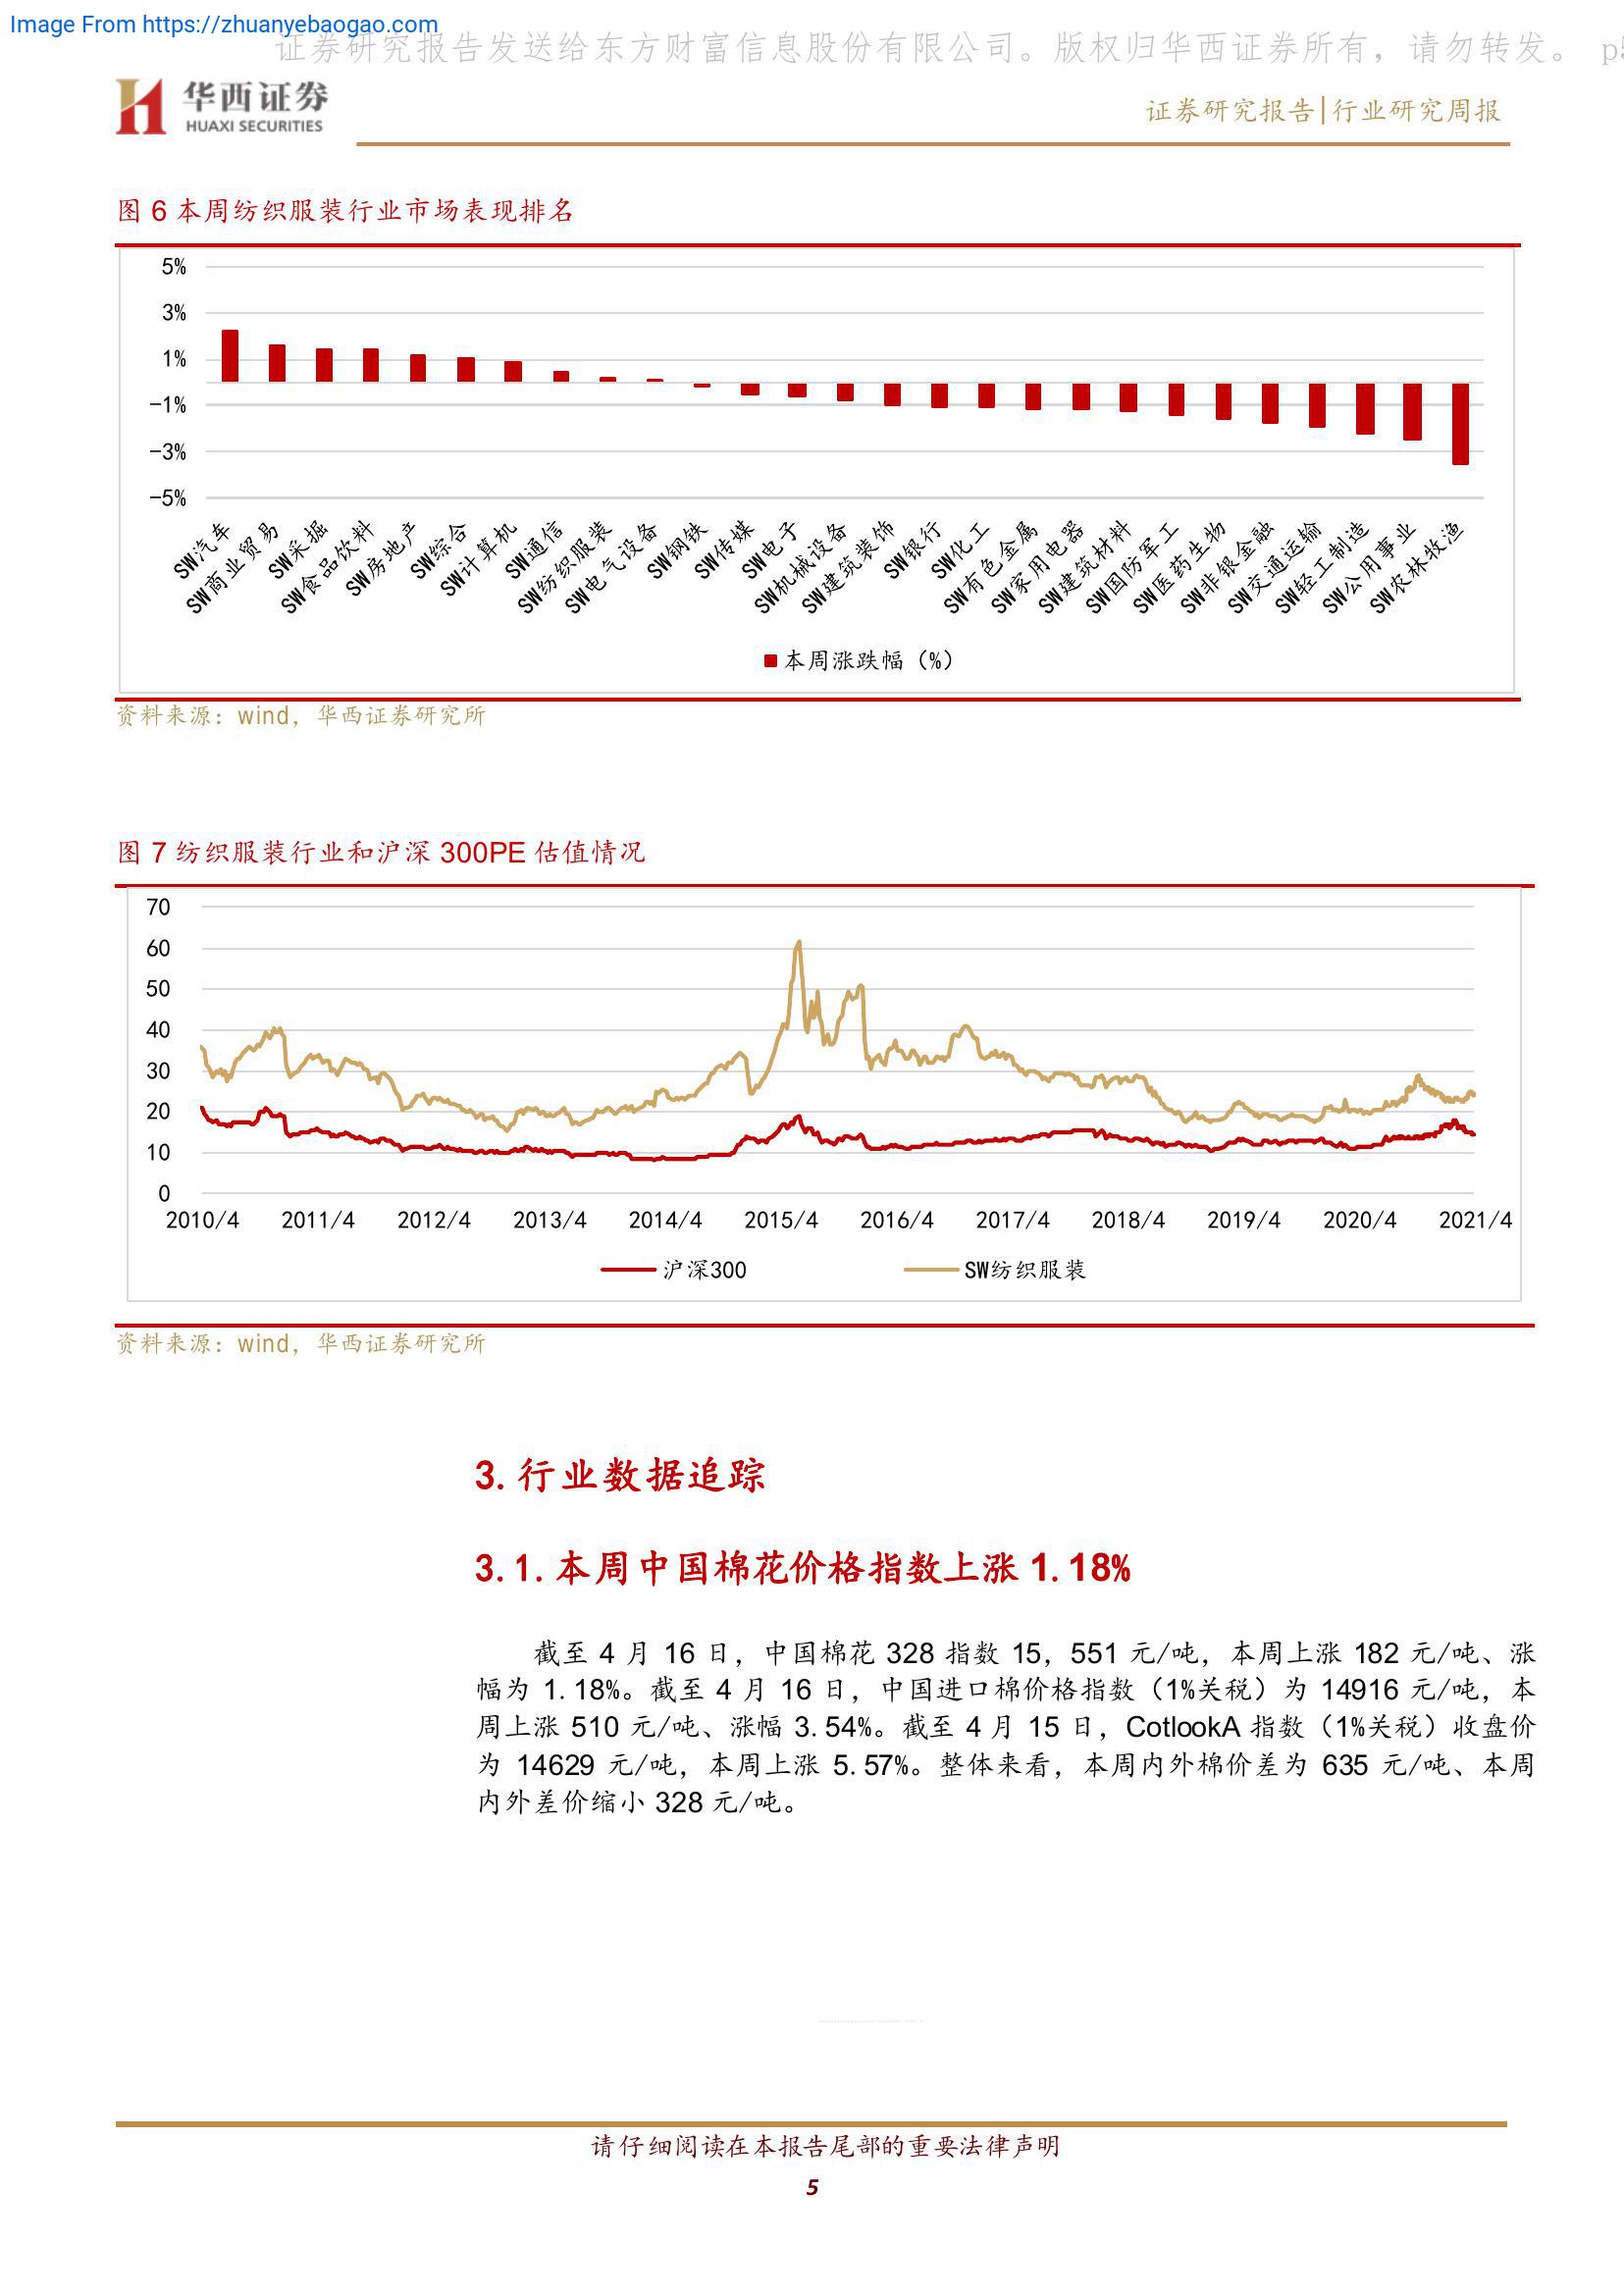 Image From https://zhuanyebaogao.com
证券研究报告发送给东方财富信息股份有限公司。版权归华西证券所有，请勿转发。 p5
华西证券
HUAXI SECURITIES
证券研究报告|行业研究周报
图 6 本周纺织服装行业市场表现排名
5%
3%
1%
-1%
-3%
-5%
SW汽车
SW商业贸易
SW采掘
SW食品饮料
SW房地产
SW综合
SW计算机
SW通信
SW纺织服装
SW电气设备
SW钢铁
SW传媒
SW电子
SW机械设备
SW建筑装饰
SW银行
SW化工
SW有色金属
SW家用电器
SW建筑材料
SW国防军工
SW医药生物
SW非银金融
SW交通运输
SW轻工制造
SW公用事业
SW农林牧渔
本周涨跌幅（%）
资料来源：wind，华西证券研究所
图 7 纺织服装行业和沪深 300PE 估值情况
70
60
50
40
30
20
10
0
2010/4 2011/4 2012/4 2013/4 2014/4 2015/4 2016/4 2017/4 2018/4 2019/4 2020/4 2021/4
沪深300 SW纺织服装
资料来源：wind，华西证券研究所
3. 行业数据追踪
3.1. 本周中国棉花价格指数上涨 1.18%
截至 4 月 16 日，中国棉花 328 指数 15，551 元/吨，本周上涨 182 元/吨、涨
幅为 1.18%。截至 4 月 16 日，中国进口棉价格指数（1%关税）为 14916 元/吨，本
周上涨 510 元/吨、涨幅 3.54%。截至 4 月 15 日，CotlookA 指数（1%关税）收盘价
为 14629 元/吨，本周上涨 5.57%。整体来看，本周内外棉价差为 635 元/吨、本周
内外差价缩小 328 元/吨。
请仔细阅读在本报告尾部的重要法律声明
5